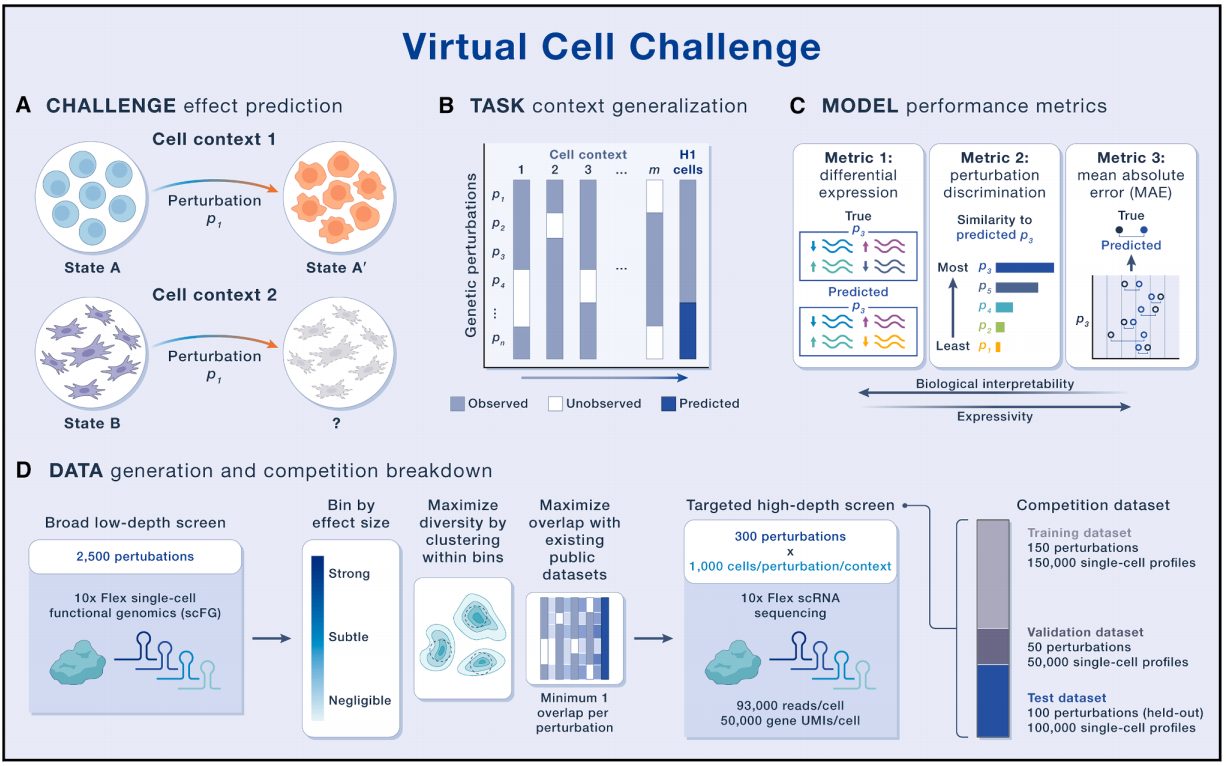 Virtual Cell Challenge
A CHALLENGE effect prediction
Cell context 1
Perturbation
p1
State A
State A′
Cell context 2
Perturbation
p1
State B
?
B TASK context generalization
Cell context
H1
cells
1 2 3 ... m
Genetic perturbations
p1
p2
p3
p4
⋮
pn
...
Observed
Unobserved
Predicted
C MODEL performance metrics
Metric 1:
differential
expression
True
p3
Predicted
p3
Metric 2:
perturbation
discrimination
Similarity to
predicted p3
Most
Least
p3
p5
p4
p2
p1
Metric 3:
mean absolute
error (MAE)
True
Predicted
p3
Biological interpretability
Expressivity
D DATA generation and competition breakdown
Broad low-depth screen
2,500 pertubations
10x Flex single-cell
functional genomics (scFG)
Bin by
effect size
Strong
Subtle
Negligible
Maximize
diversity by
clustering
within bins
Maximize
overlap with
existing
public
datasets
Minimum 1
overlap per
perturbation
Targeted high-depth screen
300 perturbations
x
1,000 cells/perturbation/context
10x Flex scRNA
sequencing
93,000 reads/cell
50,000 gene UMIs/cell
Competition dataset
Training dataset
150 perturbations
150,000 single-cell profiles
Validation dataset
50 perturbations
50,000 single-cell profiles
Test dataset
100 perturbations (held-out)
100,000 single-cell profiles